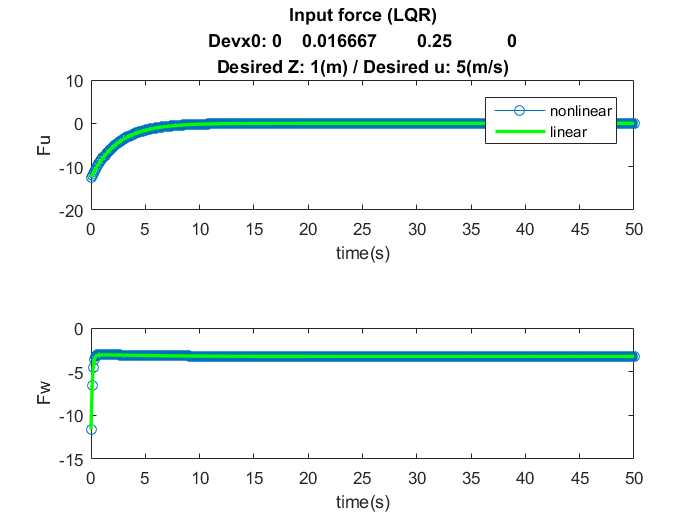 Input force (LQR)
Devx0: 0 0.016667 0.25 0
Desired Z: 1(m) / Desired u: 5(m/s)
10
0
-10
-20
Fu
nonlinear
linear
0 5 10 15 20 25 30 35 40 45 50
time(s)
0
-5
-10
-15
Fw
0 5 10 15 20 25 30 35 40 45 50
time(s)